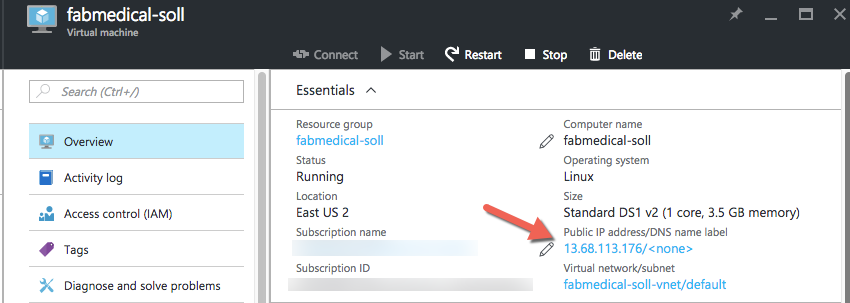 fabmedical-soll
Virtual machine
Connect Start Restart Stop Delete
Search (Ctrl+/)
Overview
Activity log
Access control (IAM)
Tags
Diagnose and solve problems
Essentials
Resource group
fabmedical-soll
Status
Running
Location
East US 2
Subscription name
Subscription ID
Computer name
fabmedical-soll
Operating system
Linux
Size
Standard DS1 v2 (1 core, 3.5 GB memory)
Public IP address/DNS name label
13.68.113.176/<none>
Virtual network/subnet
fabmedical-soll-vnet/default